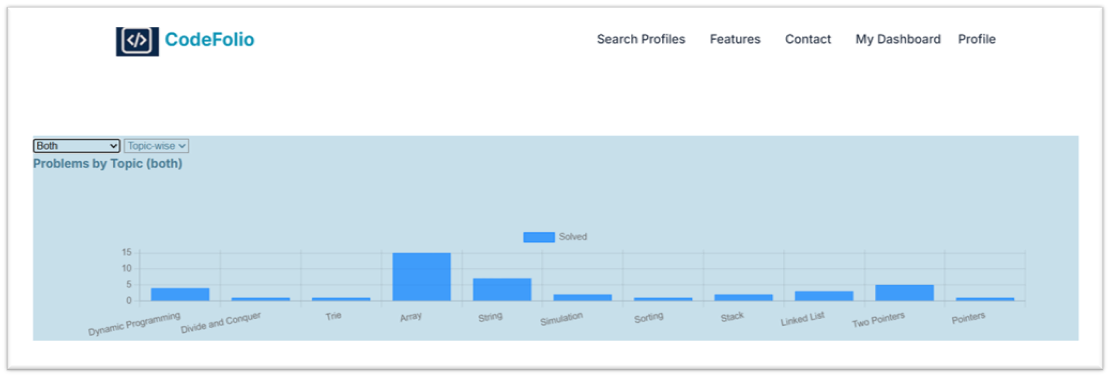 </> CodeFolio Search Profiles Features Contact My Dashboard Profile
Both Topic-wise
Problems by Topic (both)
Solved
15
10
5
0
Dynamic Programming Divide and Conquer Trie Array String Simulation Sorting Stack Linked List Two Pointers Pointers